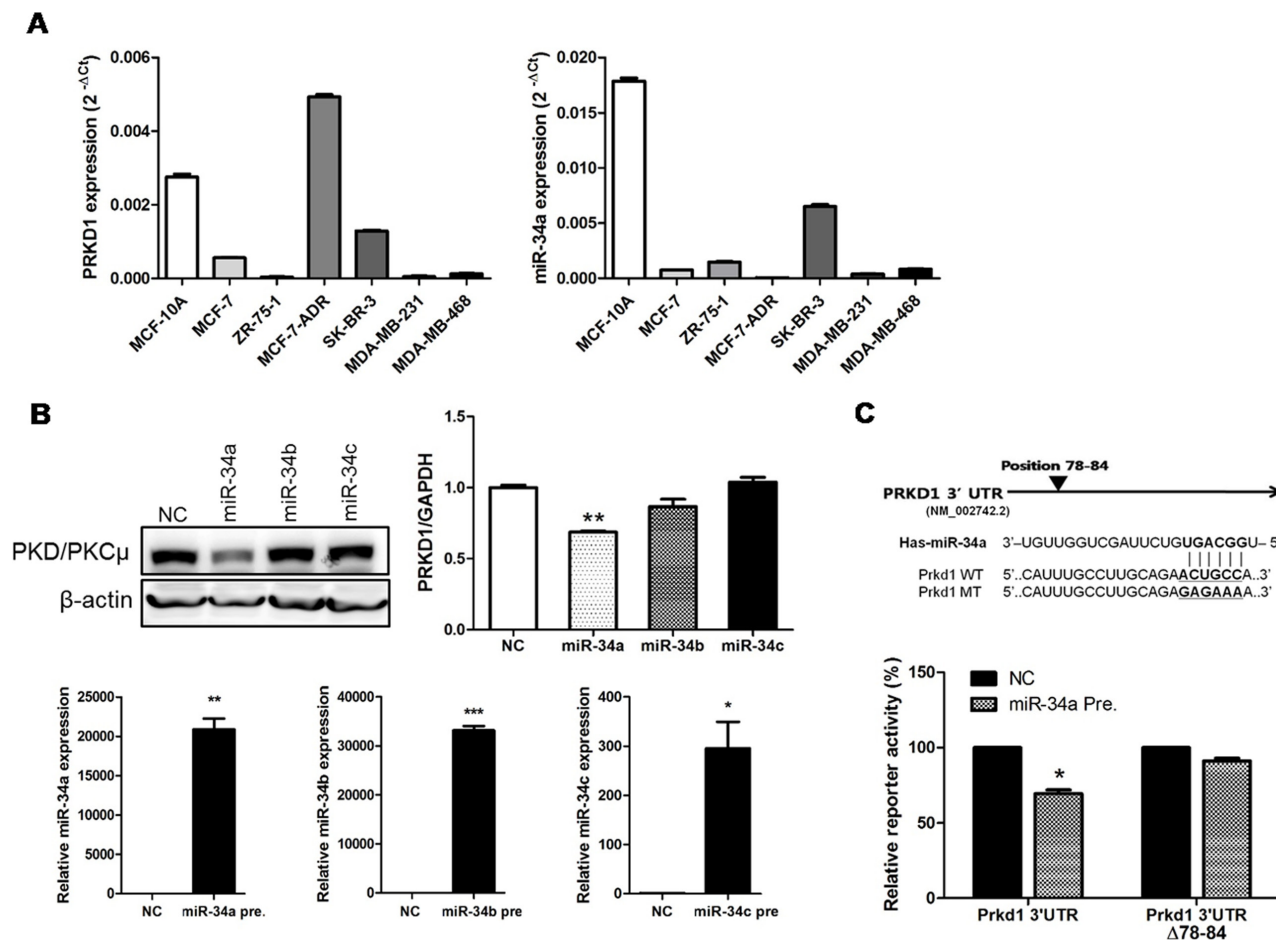 A
PRKD1 expression (2 -ΔCt)
0.006
0.004
0.002
0.000
MCF-10A
MCF-7
ZR-75-1
MCF-7-ADR
SK-BR-3
MDA-MB-231
MDA-MB-468
miR-34a expression (2 -ΔCt)
0.020
0.015
0.010
0.005
0.000
MCF-10A
MCF-7
ZR-75-1
MCF-7-ADR
SK-BR-3
MDA-MB-231
MDA-MB-468
B
NC
miR-34a
miR-34b
miR-34c
PKD/PKCμ
β-actin
PRKD1/GAPDH
1.5
1.0
0.5
0.0
**
NC miR-34a miR-34b miR-34c
Relative miR-34a expression
25000
20000
15000
10000
5000
0
**
NC miR-34a pre.
Relative miR-34b expression
40000
30000
20000
10000
0
***
NC miR-34b pre
Relative miR-34c expression
400
300
200
100
0
*
NC miR-34c pre
C
Position 78-84
PRKD1 3′ UTR
(NM_002742.2)
Has-miR-34a 3′–UGUUGGUCGAUUCUGUGACGGU– 5
Prkd1 WT 5′..CAUUUGCCUUGCAGAACUGCCA..3′
Prkd1 MT 5′..CAUUUGCCUUGCAGAGAGAAAA..3′
Relative reporter activity (%)
150
100
50
0
NC
miR-34a Pre.
*
Prkd1 3'UTR
Prkd1 3'UTR
Δ78-84